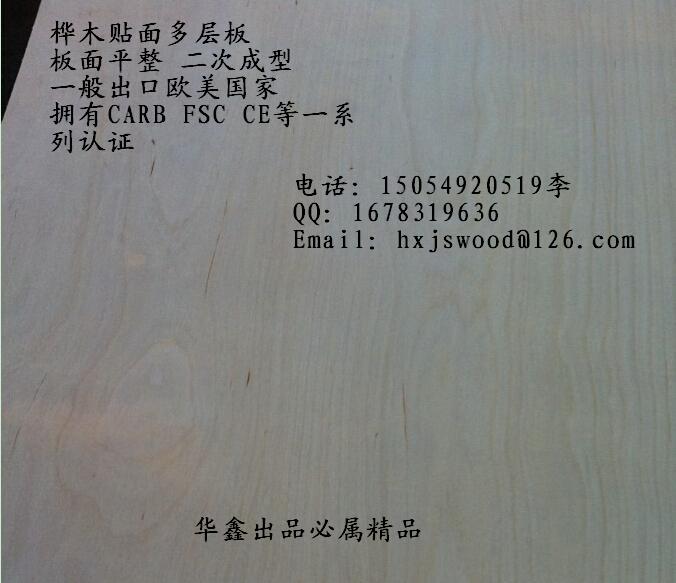 桦木贴面多层板
板面平整 二次成型
一般出口欧美国家
拥有CARB FSC CE等一系
列认证
电话: 15054920519李
QQ: 1678319636
Email: hxjswood@126.com
华鑫出品必属精品